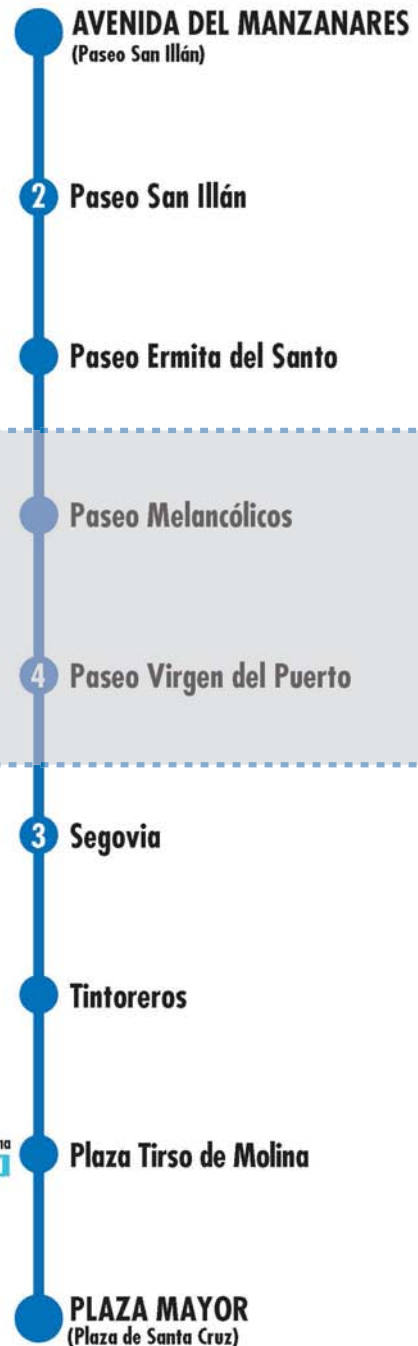 AVENIDA DEL MANZANARES
(Paseo San Illán)
2 Paseo San Illán
Paseo Ermita del Santo
Paseo Melancólicos
4 Paseo Virgen del Puerto
3 Segovia
Tintoreros
Plaza Tirso de Molina
PLAZA MAYOR
(Plaza de Santa Cruz)